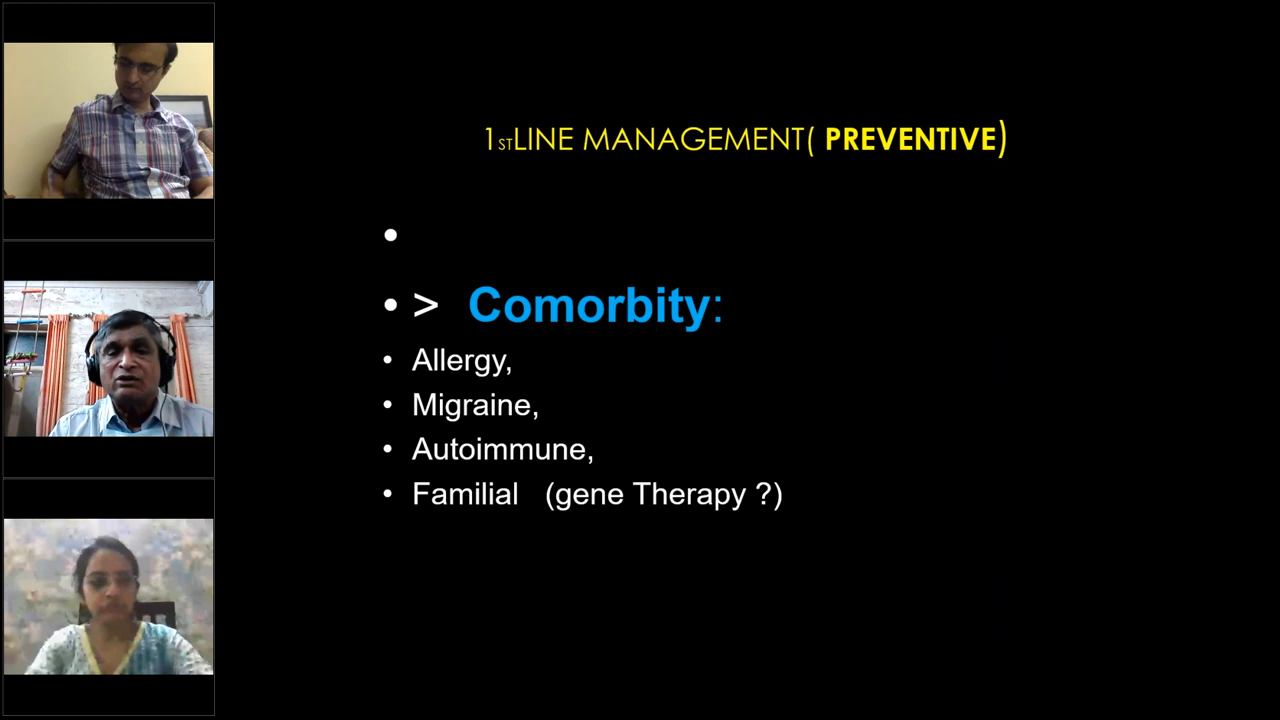 1stLINE MANAGEMENT( PREVENTIVE)
•
• > Comorbity:
• Allergy,
• Migraine,
• Autoimmune,
• Familial (gene Therapy ?)